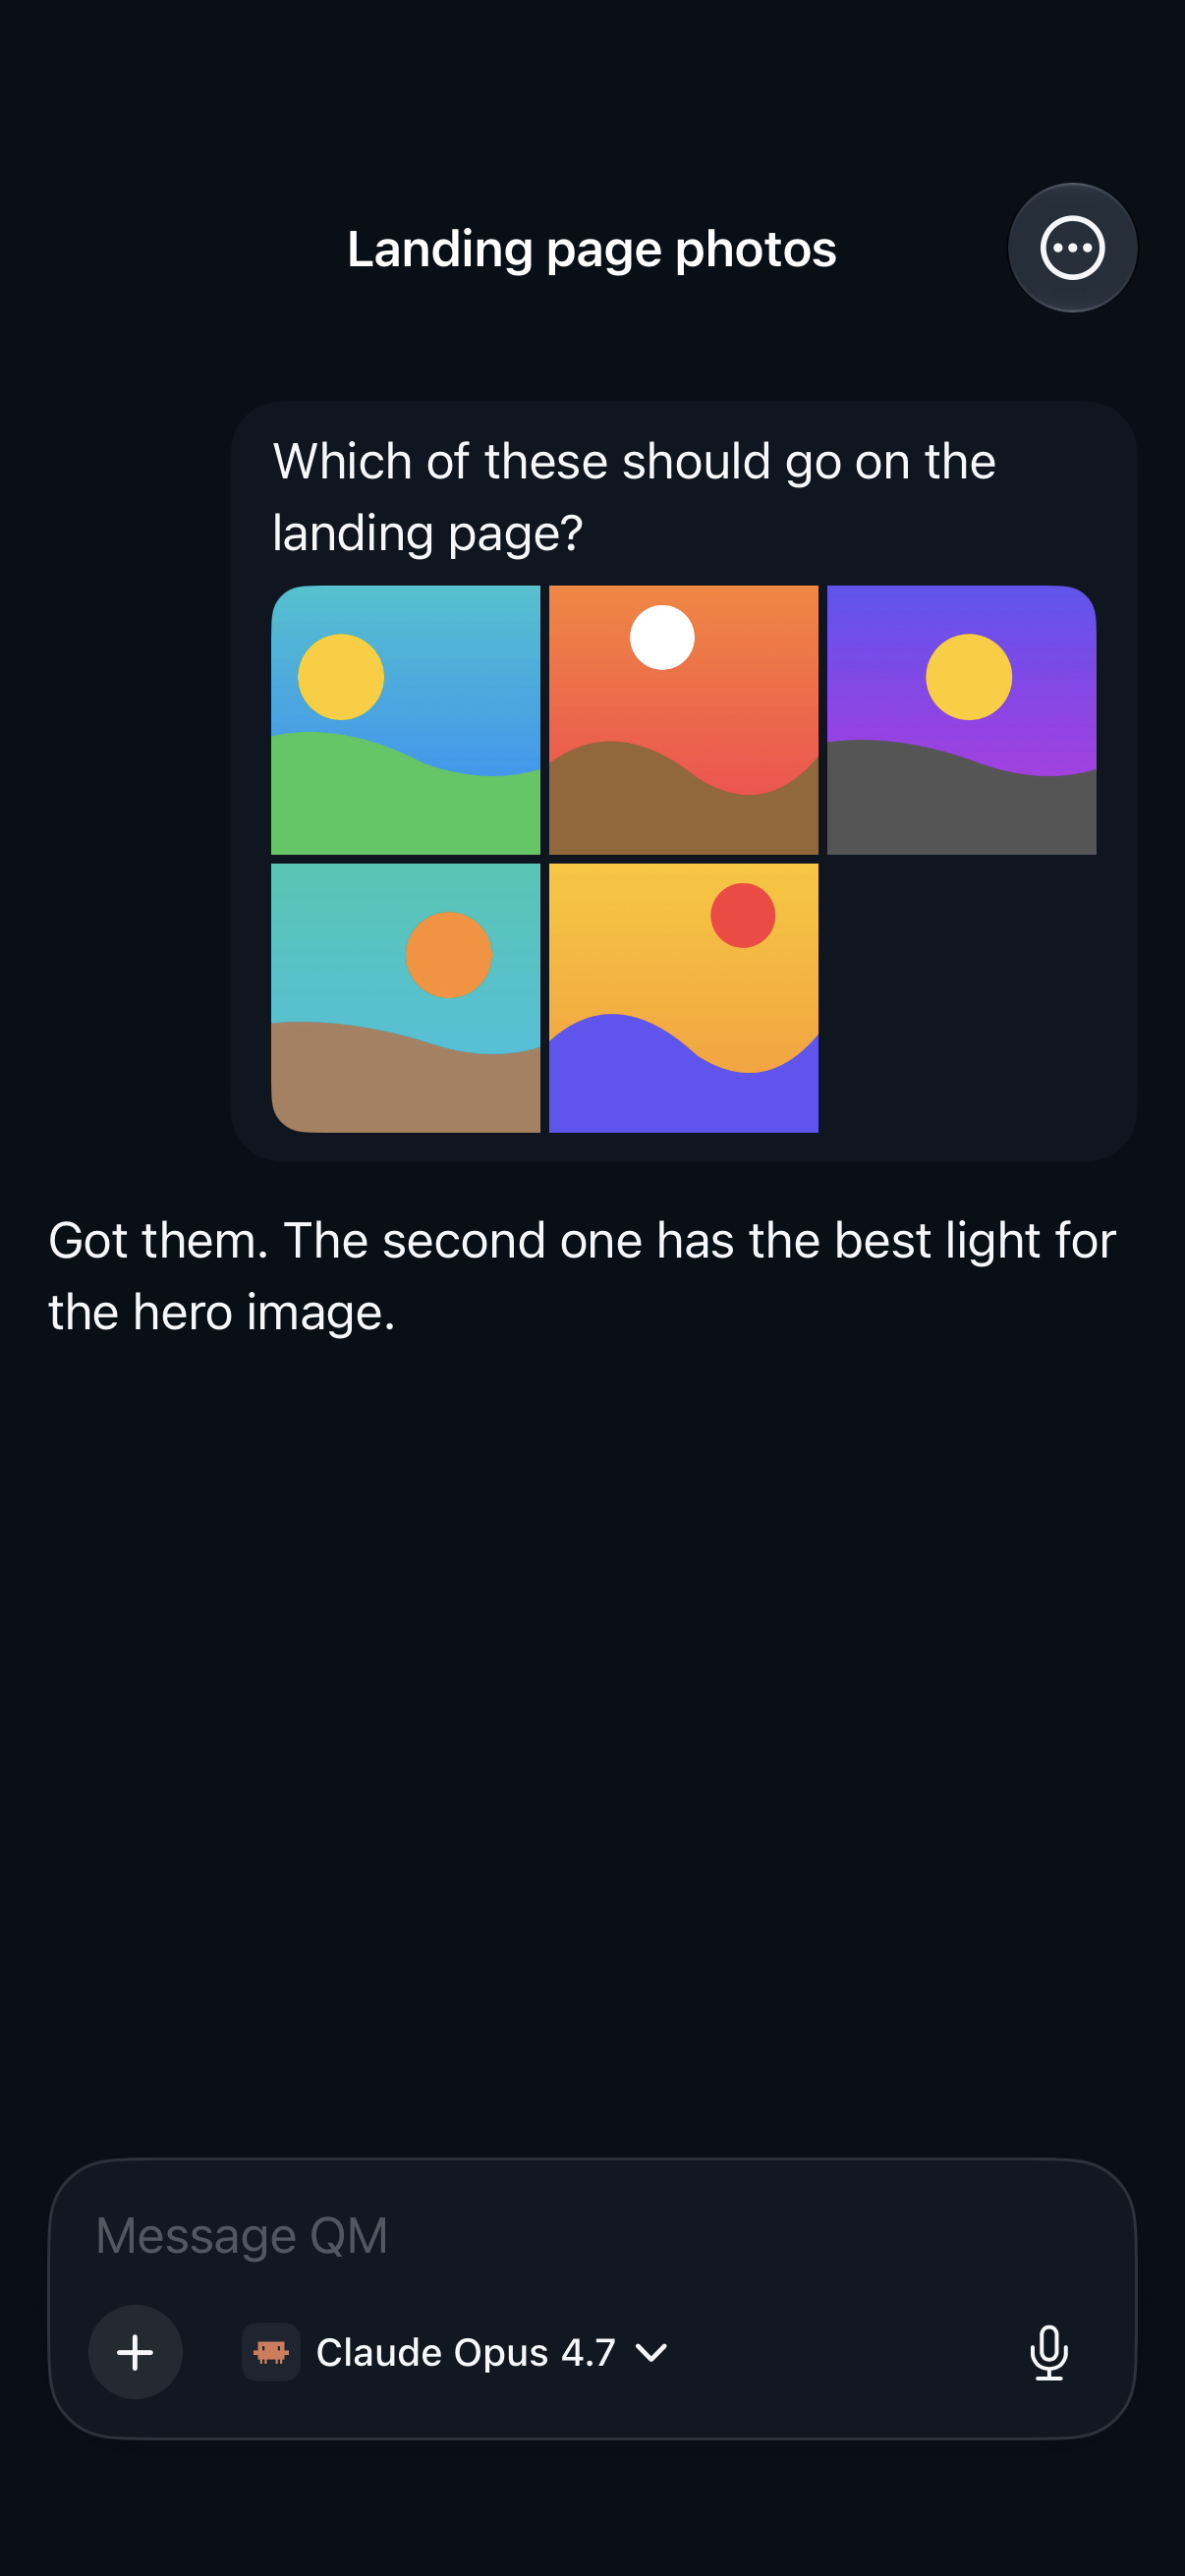 Landing page photos
Which of these should go on the
landing page?
Got them. The second one has the best light for
the hero image.
Message QM
Claude Opus 4.7